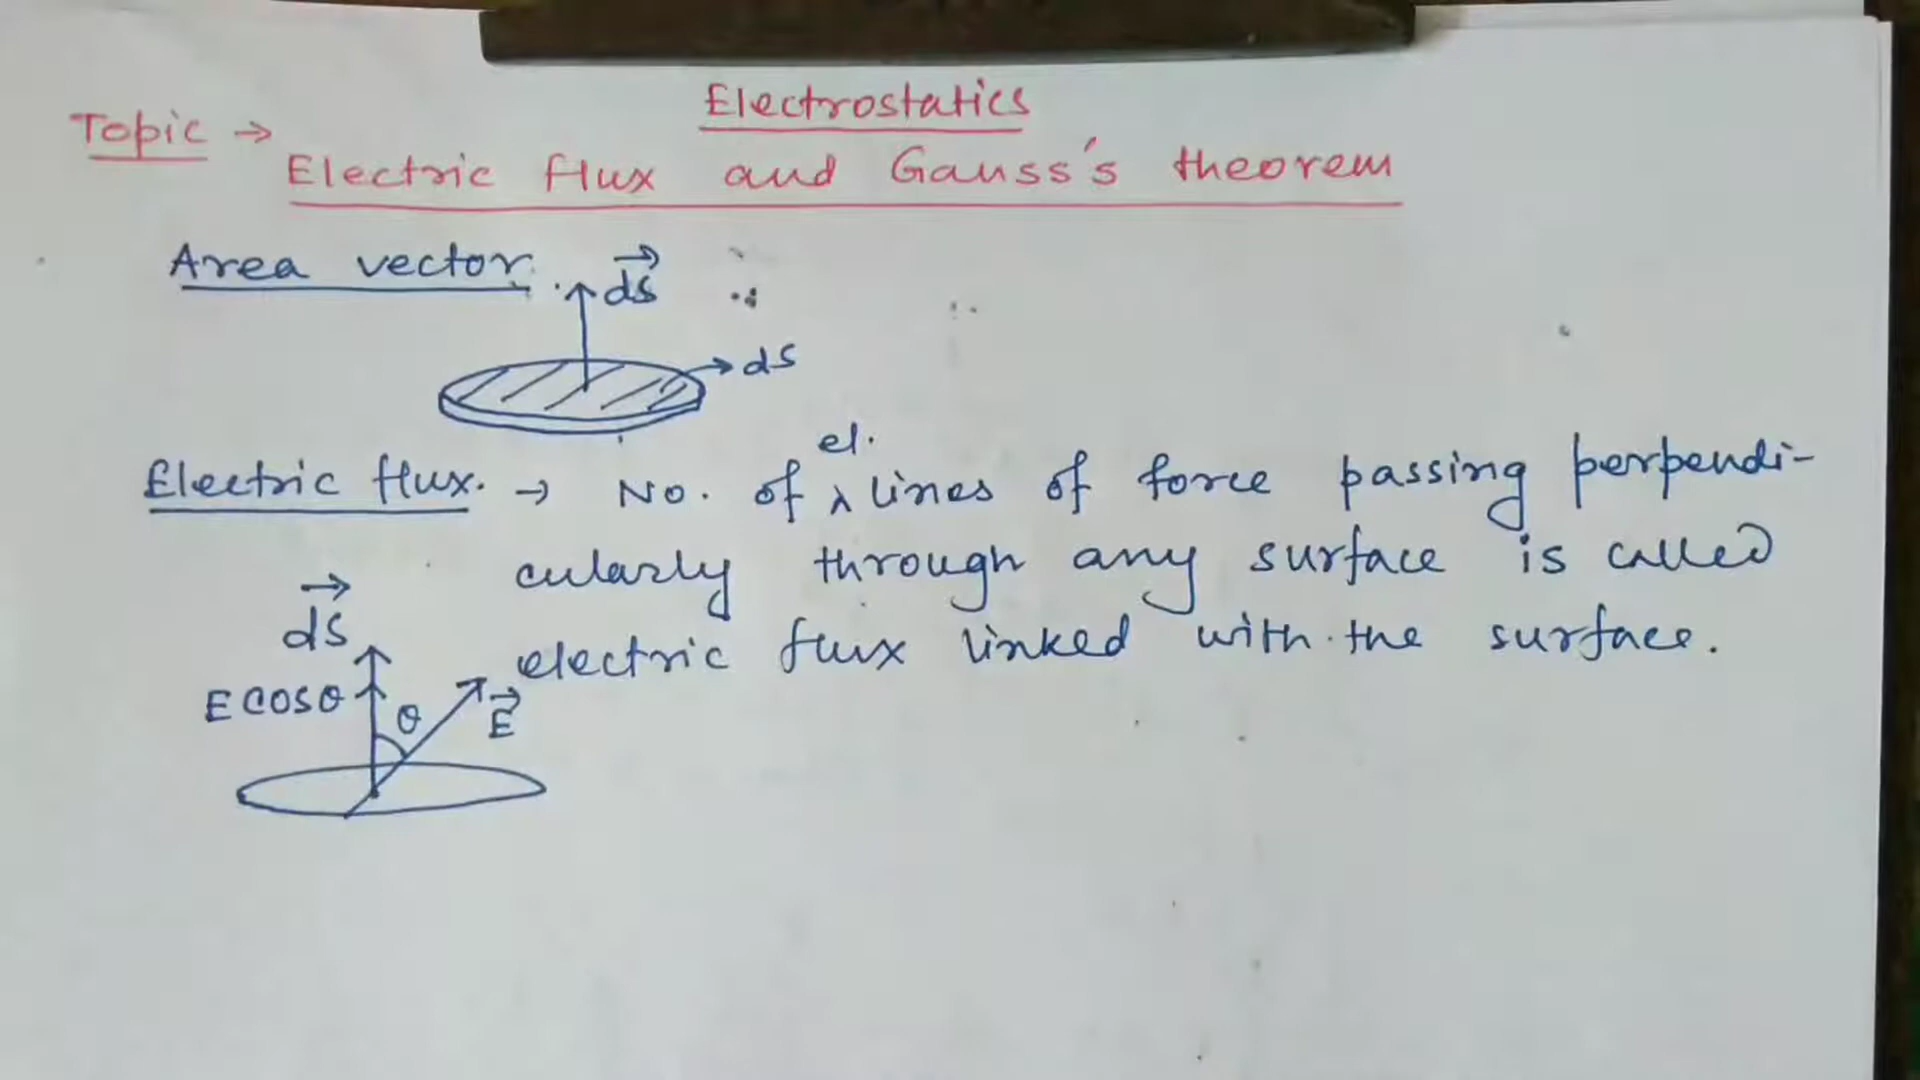 Electrostatics
Topic →
Electric flux and Gauss's theorem
Area vector.
→
ds
ds
el.
Electric flux. → No. of ⋏ lines of force passing perpendi-
cularly through any surface is called
electric flux linked with the surface.
→
ds
E cosθ
θ
→
E